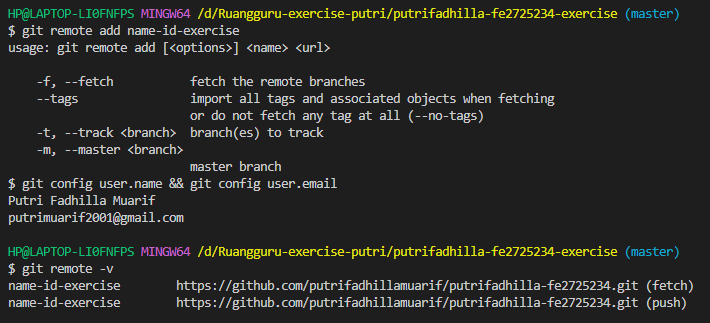 HP@LAPTOP-LI0FNFPS MINGW64 /d/Ruangguru-exercise-putri/putrifadhilla-fe2725234-exercise (master)
$ git remote add name-id-exercise
usage: git remote add [<options>] <name> <url>

    -f, --fetch           fetch the remote branches
    --tags                import all tags and associated objects when fetching
                          or do not fetch any tag at all (--no-tags)
    -t, --track <branch>  branch(es) to track
    -m, --master <branch>
                          master branch
$ git config user.name && git config user.email
Putri Fadhilla Muarif
putrimuarif2001@gmail.com

HP@LAPTOP-LI0FNFPS MINGW64 /d/Ruangguru-exercise-putri/putrifadhilla-fe2725234-exercise (master)
$ git remote -v
name-id-exercise        https://github.com/putrifadhillamuarif/putrifadhilla-fe2725234.git (fetch)
name-id-exercise        https://github.com/putrifadhillamuarif/putrifadhilla-fe2725234.git (push)